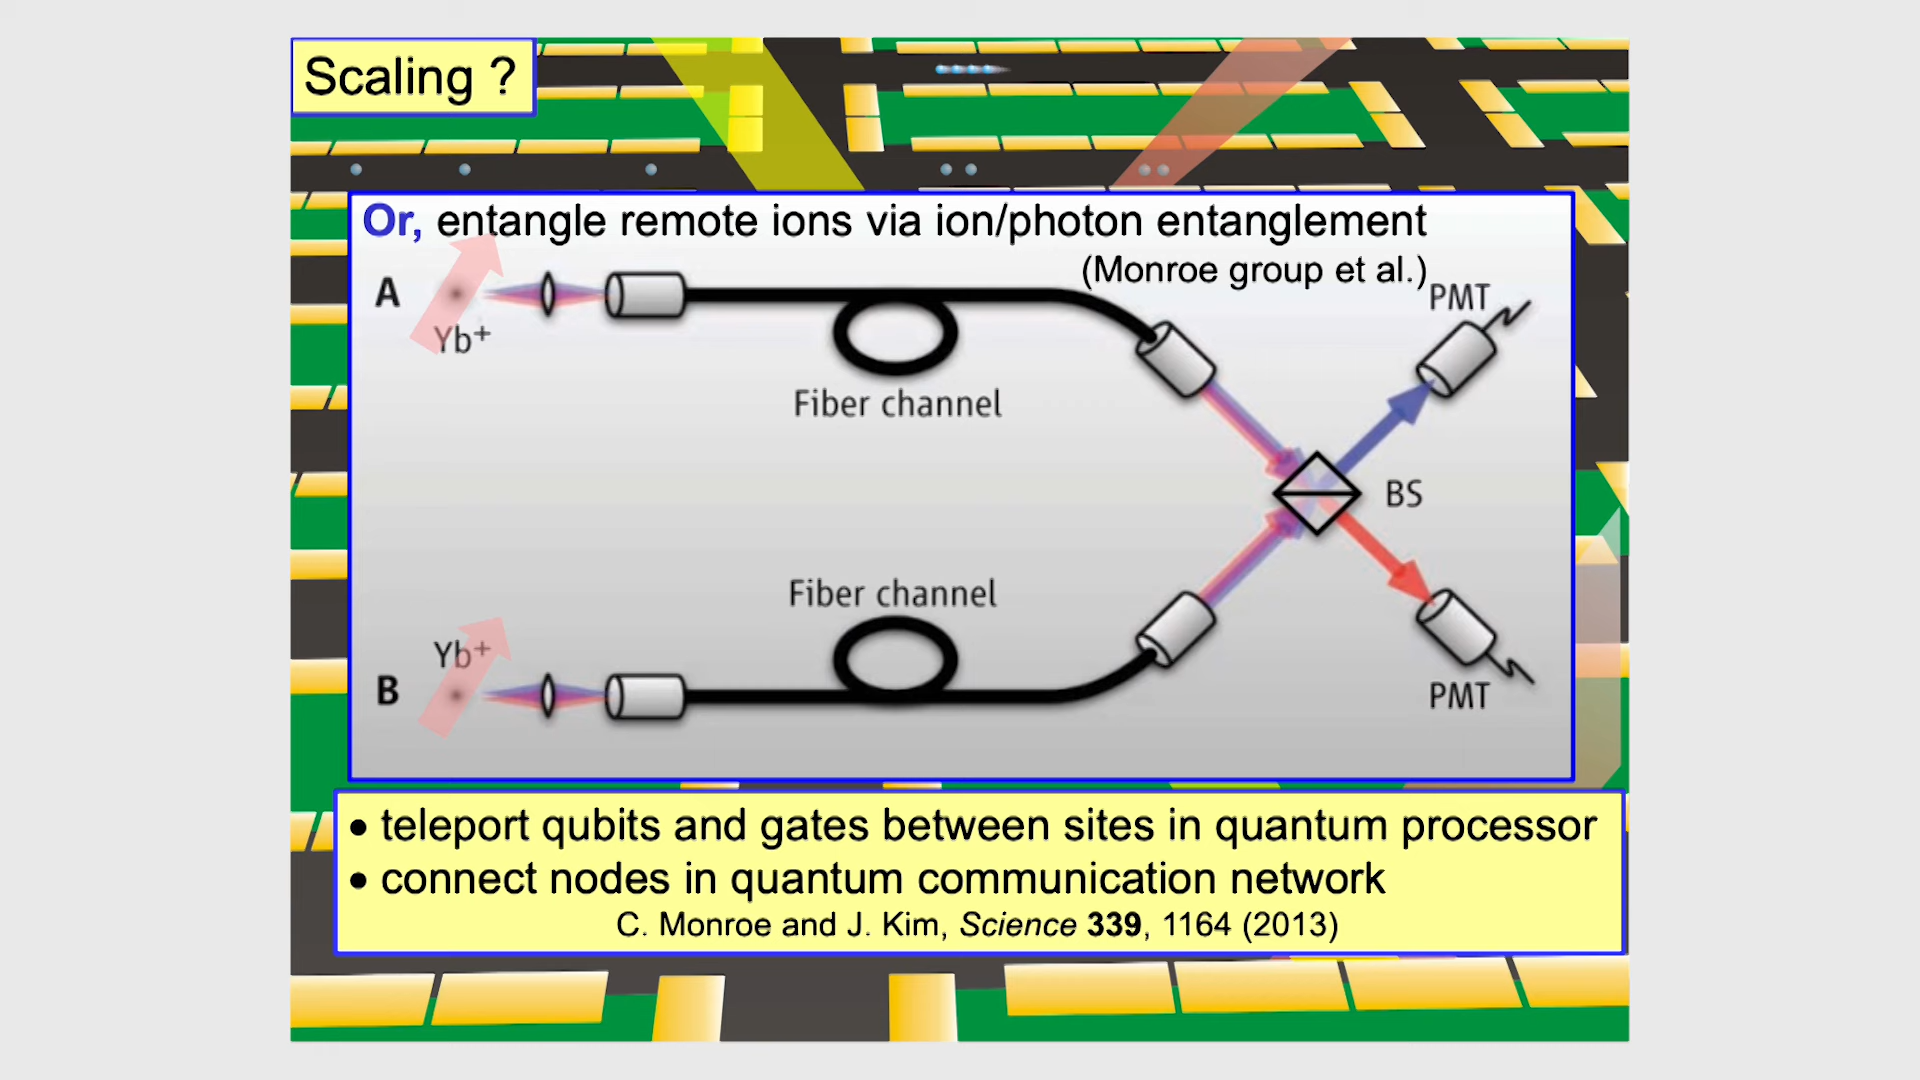 Scaling ?
Or, entangle remote ions via ion/photon entanglement
(Monroe group et al.)
A
Yb+
Fiber channel
PMT
BS
Fiber channel
Yb+
B
PMT
• teleport qubits and gates between sites in quantum processor
• connect nodes in quantum communication network
C. Monroe and J. Kim, Science 339, 1164 (2013)